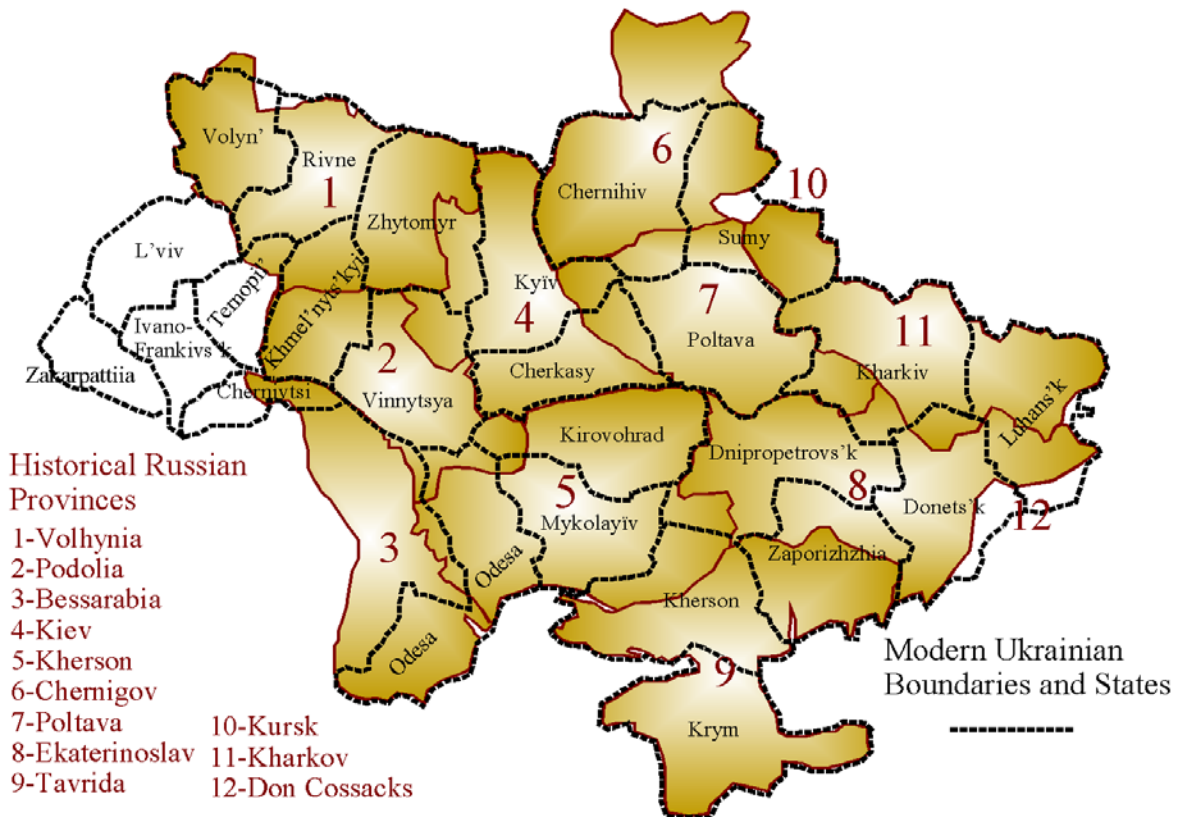 10
6
Volyn'
Rivne
1
Chernihiv
Zhytomyr
Sumy
L'viv
Kyïv
7
11
4
Temopil'
Khmel'nyts'kyi
Ivano-
Frankivs'k
2
Poltava
Cherkasy
Kharkiv
Zakarpattiia
Chernivtsi
Vinnytsya
Luhans'k
Kirovohrad
Dnipropetrovs'k
8
5
Donets'k
12
Mykolayïv
3
Odesa
Zaporizhzhia
Kherson
Odesa
9
Krym
Historical Russian
Provinces
1-Volhynia
2-Podolia
3-Bessarabia
4-Kiev
5-Kherson
6-Chernigov
7-Poltava
8-Ekaterinoslav
9-Tavrida
10-Kursk
11-Kharkov
12-Don Cossacks
Modern Ukrainian
Boundaries and States